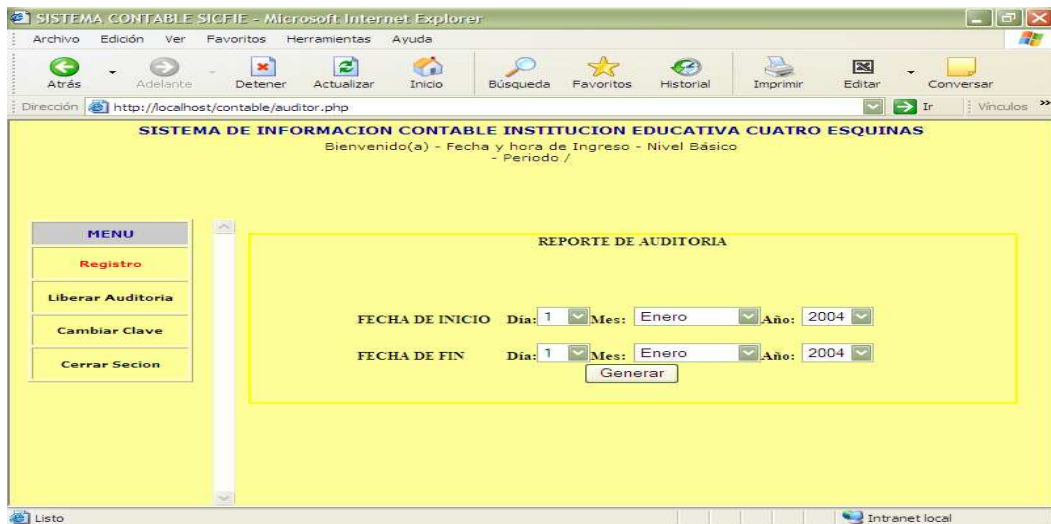 SISTEMA CONTABLE SICFIE - Microsoft Internet Explorer
Archivo Edición Ver Favoritos Herramientas Ayuda
Atrás Adelante Detener Actualizar Inicio Búsqueda Favoritos Historial Imprimir Editar Conversar
Dirección http://localhost/contable/auditor.php Ir Vínculos »
SISTEMA DE INFORMACION CONTABLE INSTITUCION EDUCATIVA CUATRO ESQUINAS
Bienvenido(a) - Fecha y hora de Ingreso - Nivel Básico
- Periodo /
MENU
Registro
Liberar Auditoria
Cambiar Clave
Cerrar Secion
REPORTE DE AUDITORIA
FECHA DE INICIO Día: 1 Mes: Enero Año: 2004
FECHA DE FIN Día: 1 Mes: Enero Año: 2004
Generar
Listo Intranet local